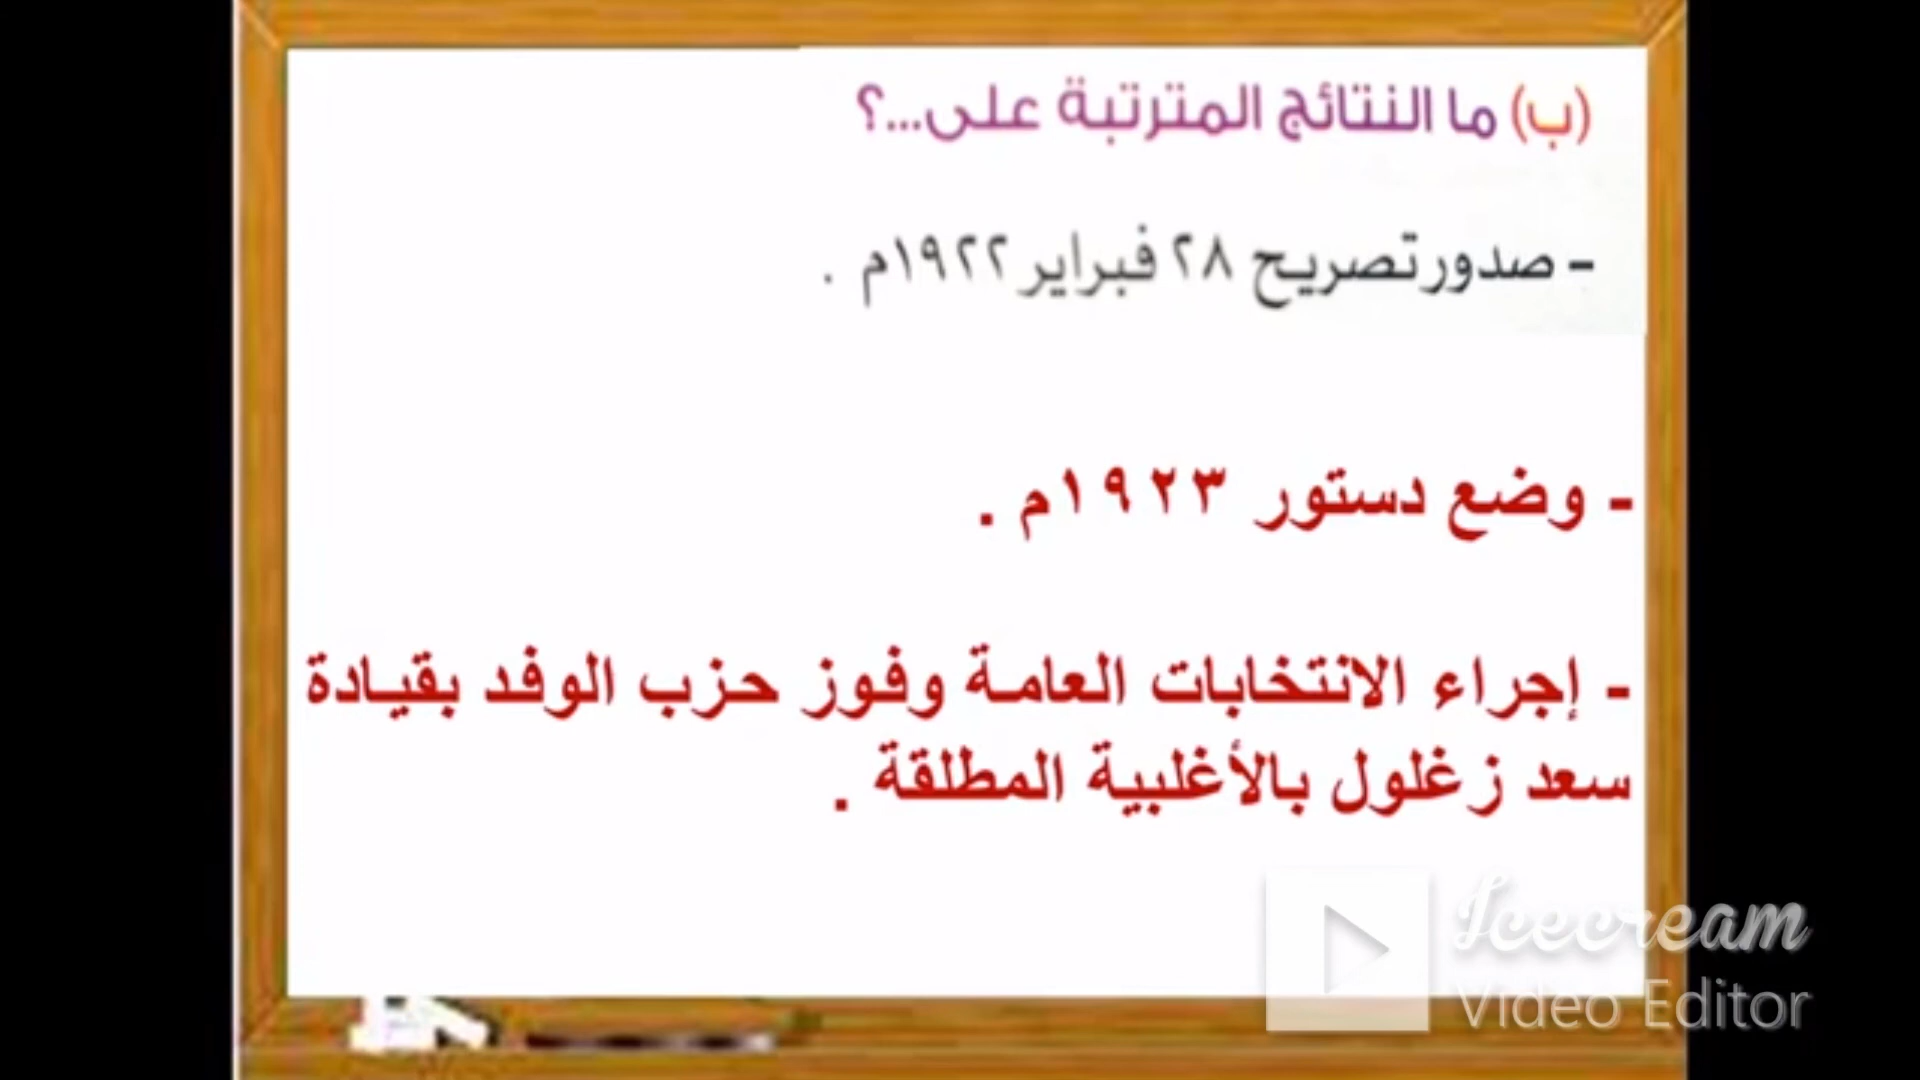 (ب) ما النتائج المترتبة على...؟
- صدور تصريح ٢٨ فبراير ١٩٢٢م .
- وضع دستور ١٩٢٣م .
- إجراء الانتخابات العامة وفوز حزب الوفد بقيادة
سعد زغلول بالأغلبية المطلقة .
Icecream
Video Editor